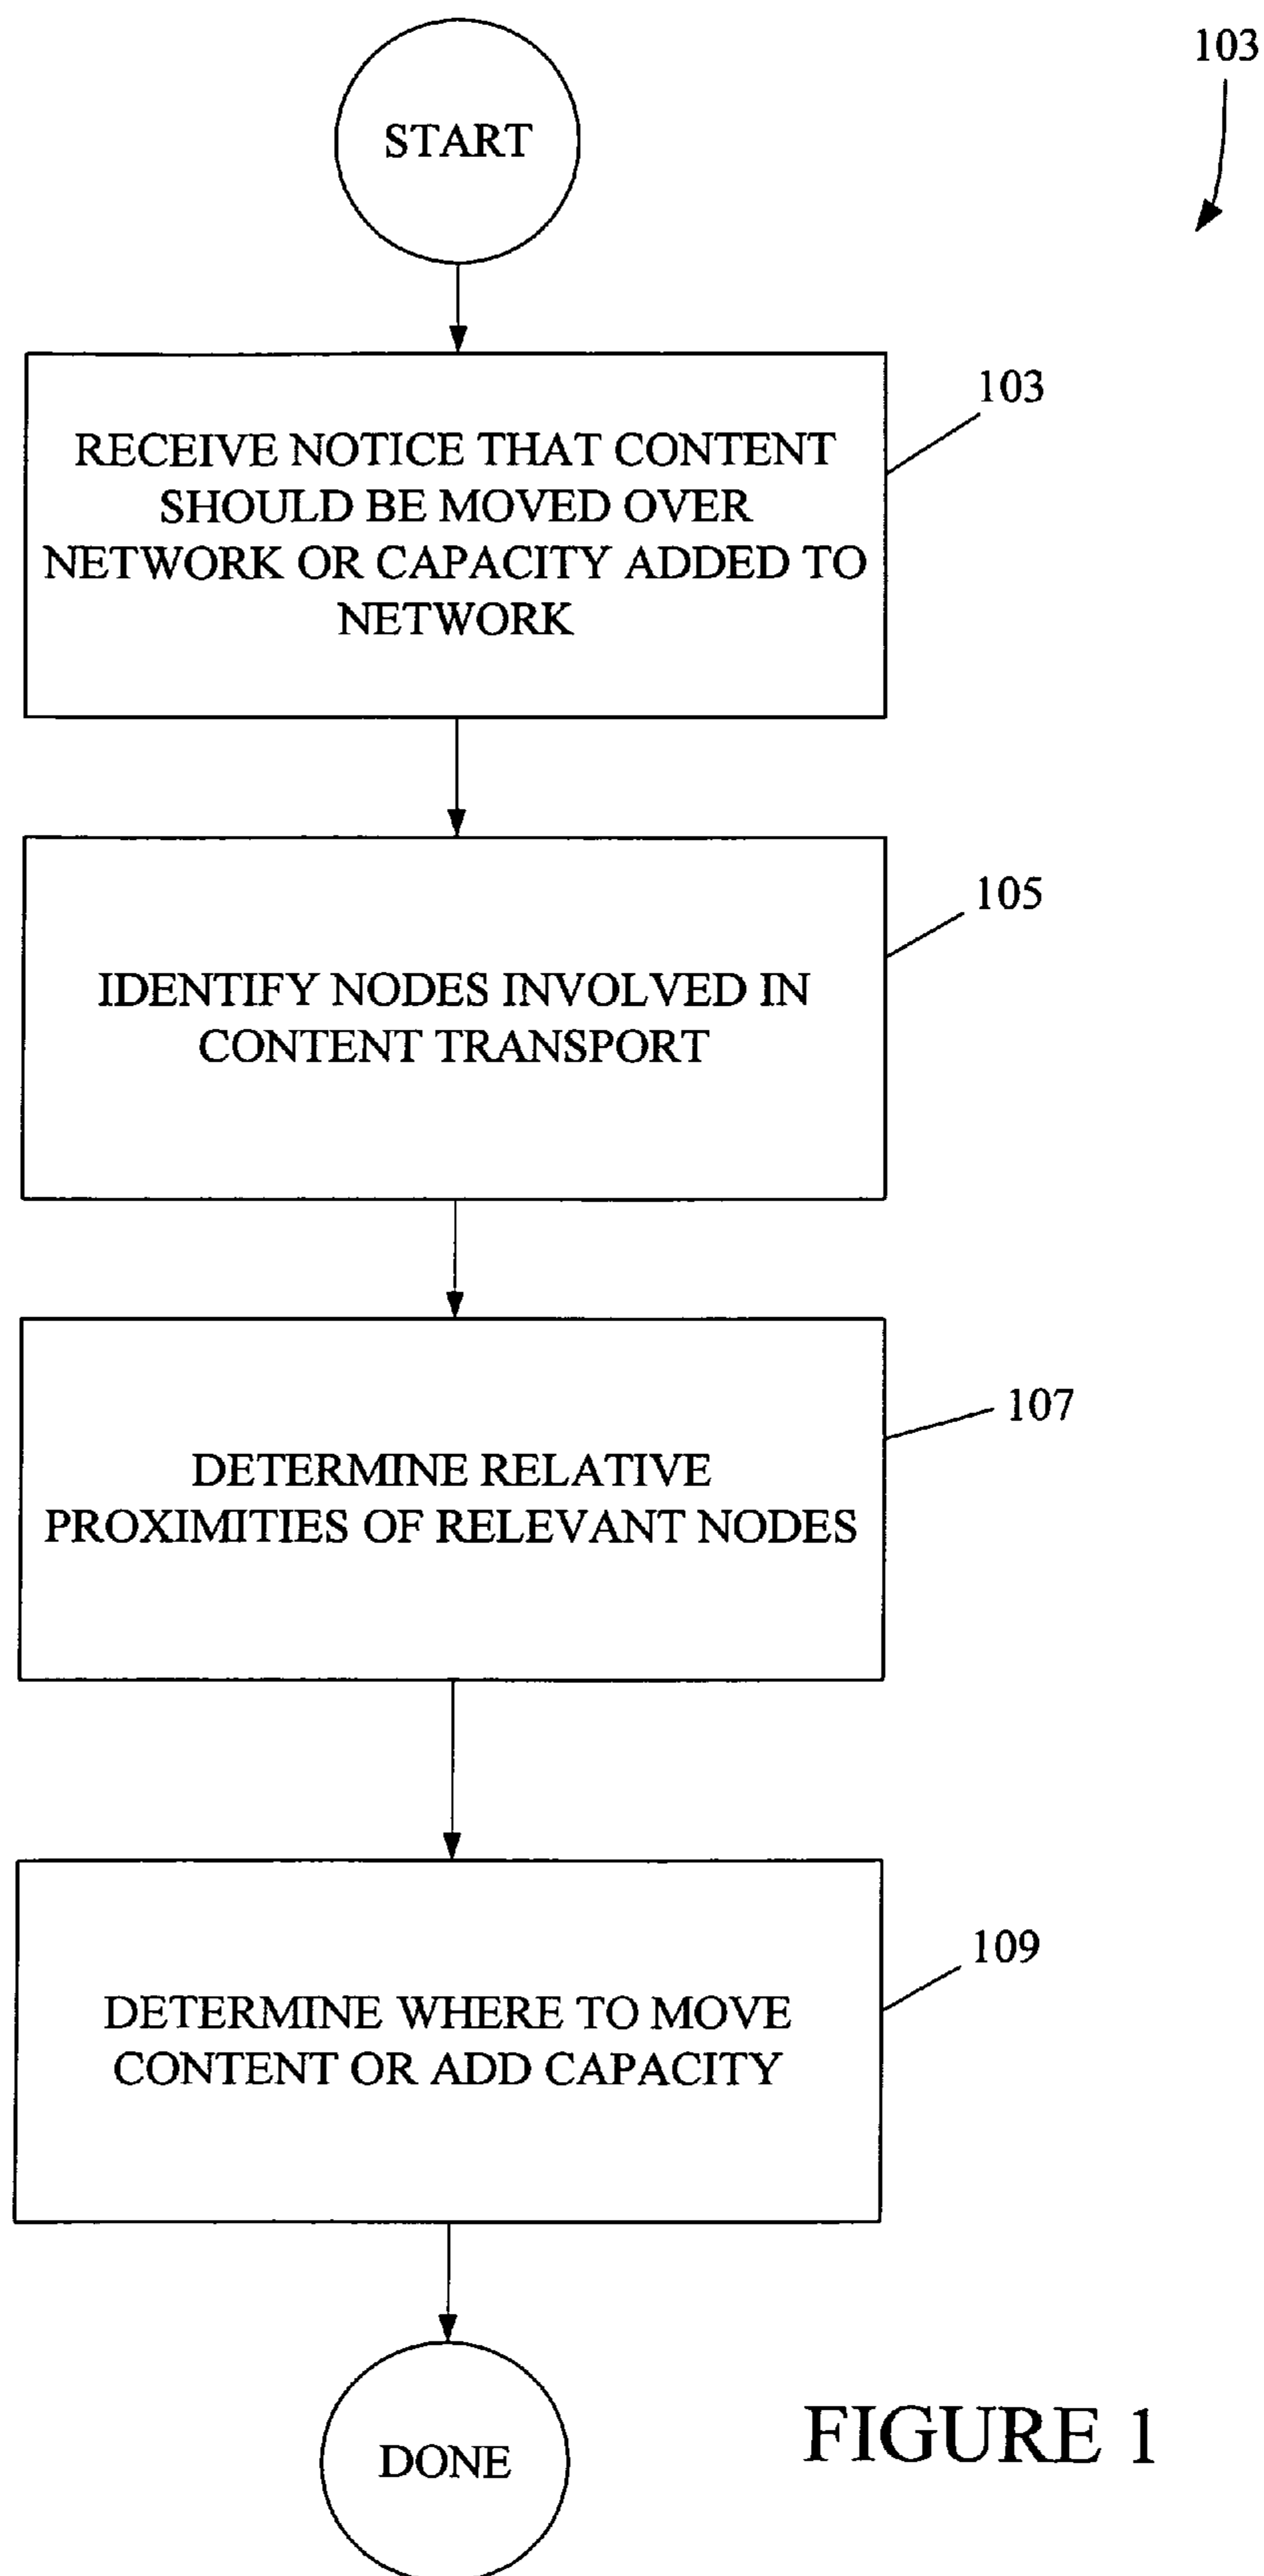 103
START
103
RECEIVE NOTICE THAT CONTENT
SHOULD BE MOVED OVER
NETWORK OR CAPACITY ADDED TO
NETWORK
105
IDENTIFY NODES INVOLVED IN
CONTENT TRANSPORT
107
DETERMINE RELATIVE
PROXIMITIES OF RELEVANT NODES
109
DETERMINE WHERE TO MOVE
CONTENT OR ADD CAPACITY
DONE
FIGURE 1